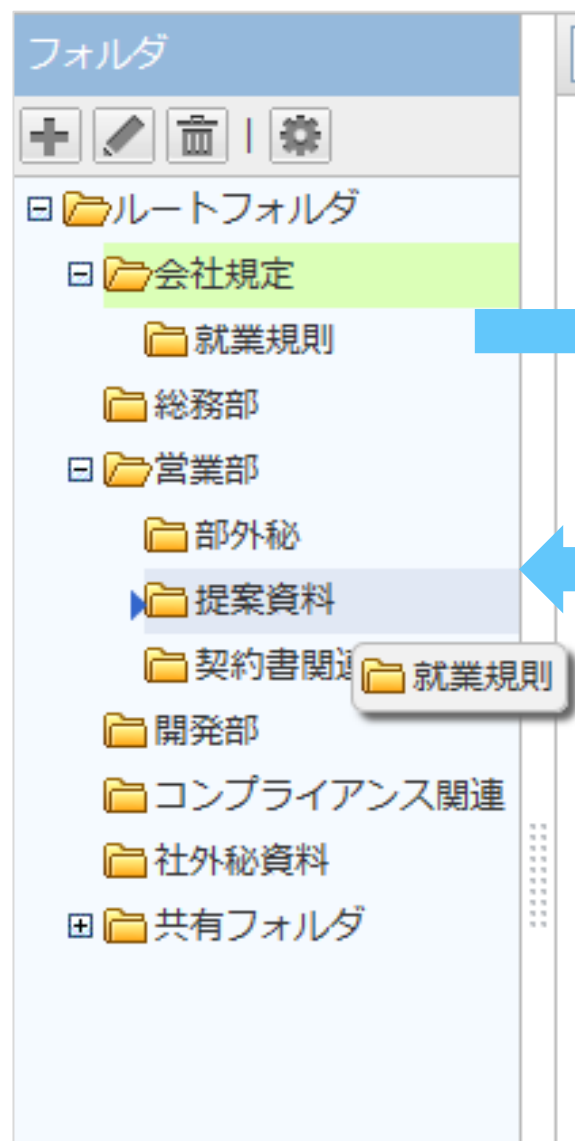 フォルダ
ルートフォルダ
会社規定
就業規則
総務部
営業部
部外秘
提案資料
契約書関連
就業規則
開発部
コンプライアンス関連
社外秘資料
共有フォルダ